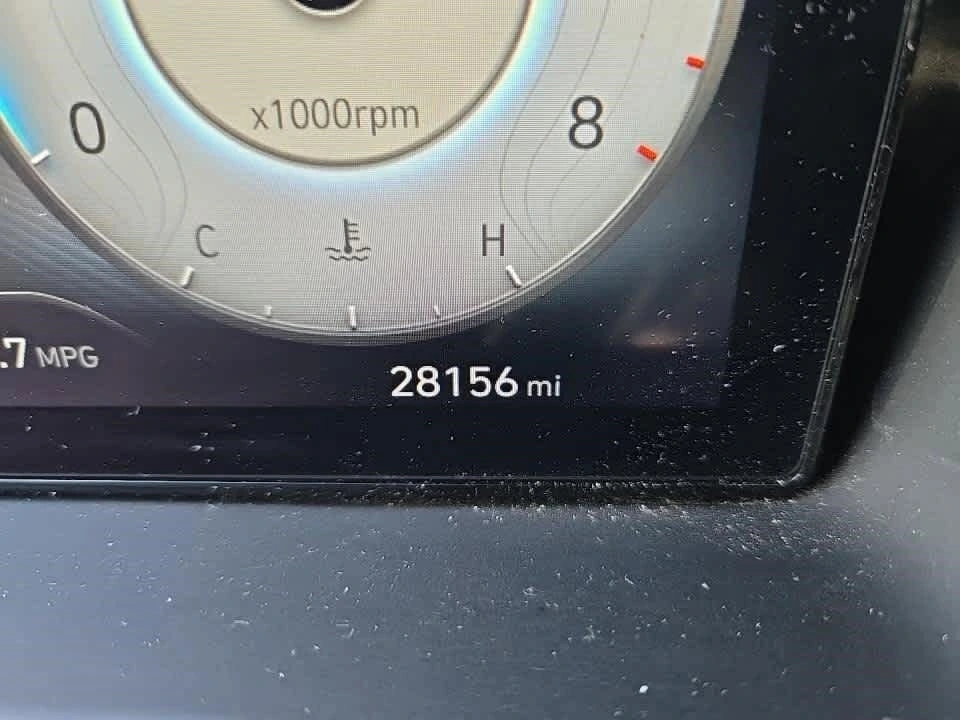 x1000rpm
0 8
C H
.7 MPG
28156 mi